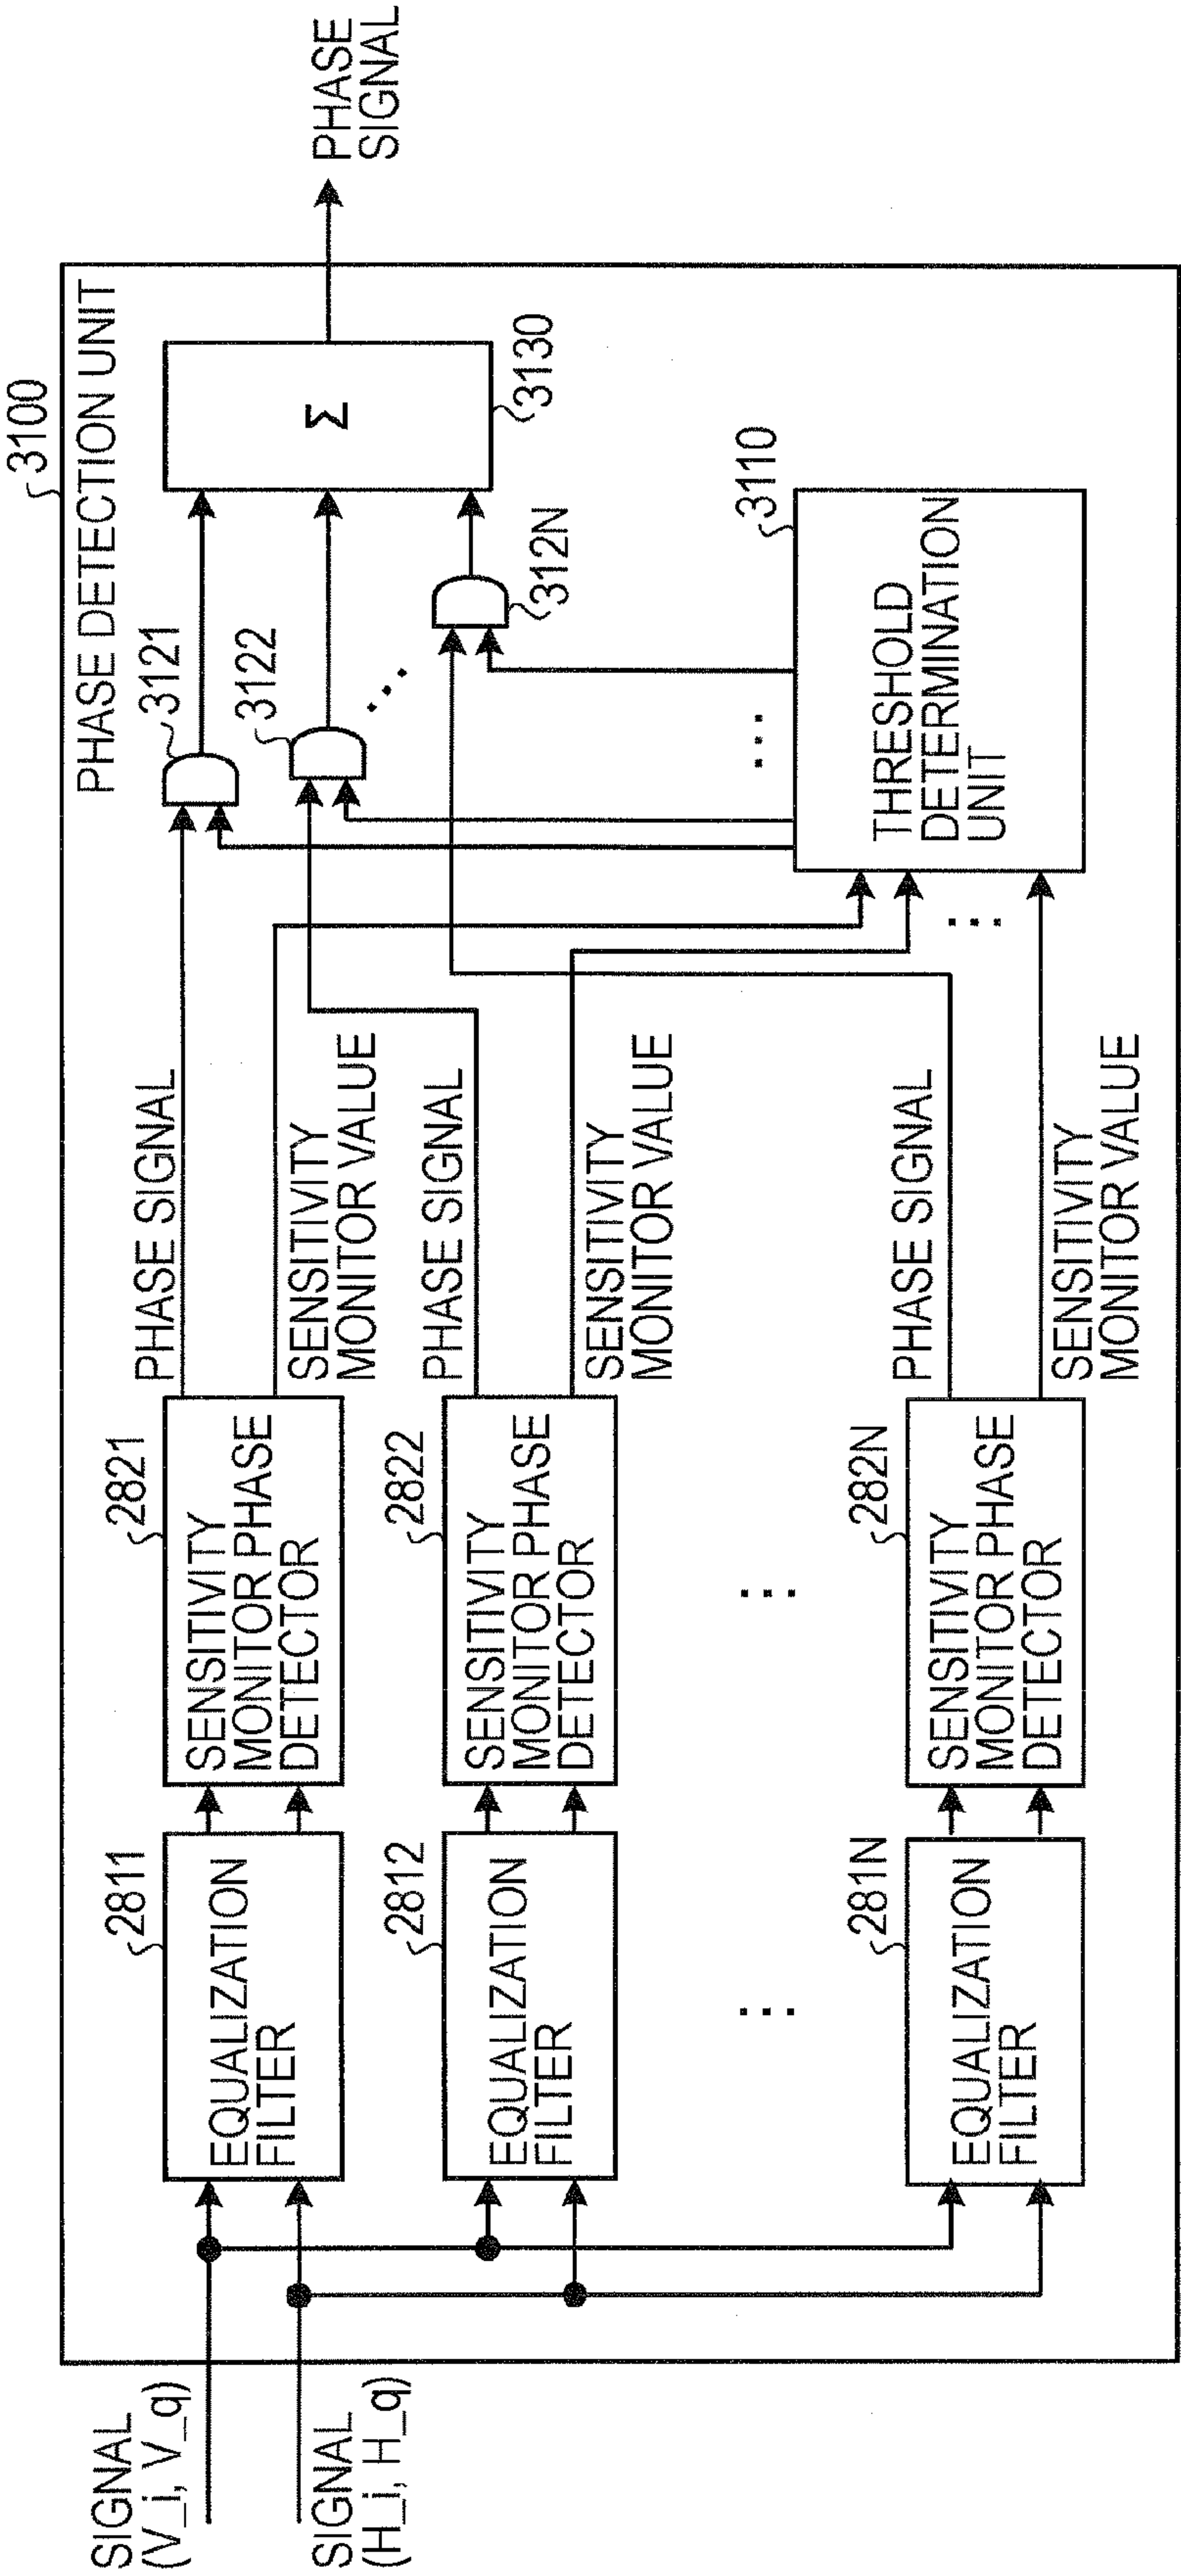 3100
PHASE DETECTION UNIT
SIGNAL
(V_i, V_q)
SIGNAL
(H_i, H_q)
2811
EQUALIZATION
FILTER
2821
SENSITIVITY
MONITOR PHASE
DETECTOR
PHASE SIGNAL
SENSITIVITY
MONITOR VALUE
3121
2812
EQUALIZATION
FILTER
2822
SENSITIVITY
MONITOR PHASE
DETECTOR
PHASE SIGNAL
SENSITIVITY
MONITOR VALUE
3122
...
...
...
281N
EQUALIZATION
FILTER
282N
SENSITIVITY
MONITOR PHASE
DETECTOR
PHASE SIGNAL
SENSITIVITY
MONITOR VALUE
312N
...
...
3110
THRESHOLD
DETERMINATION
UNIT
Σ
3130
PHASE
SIGNAL